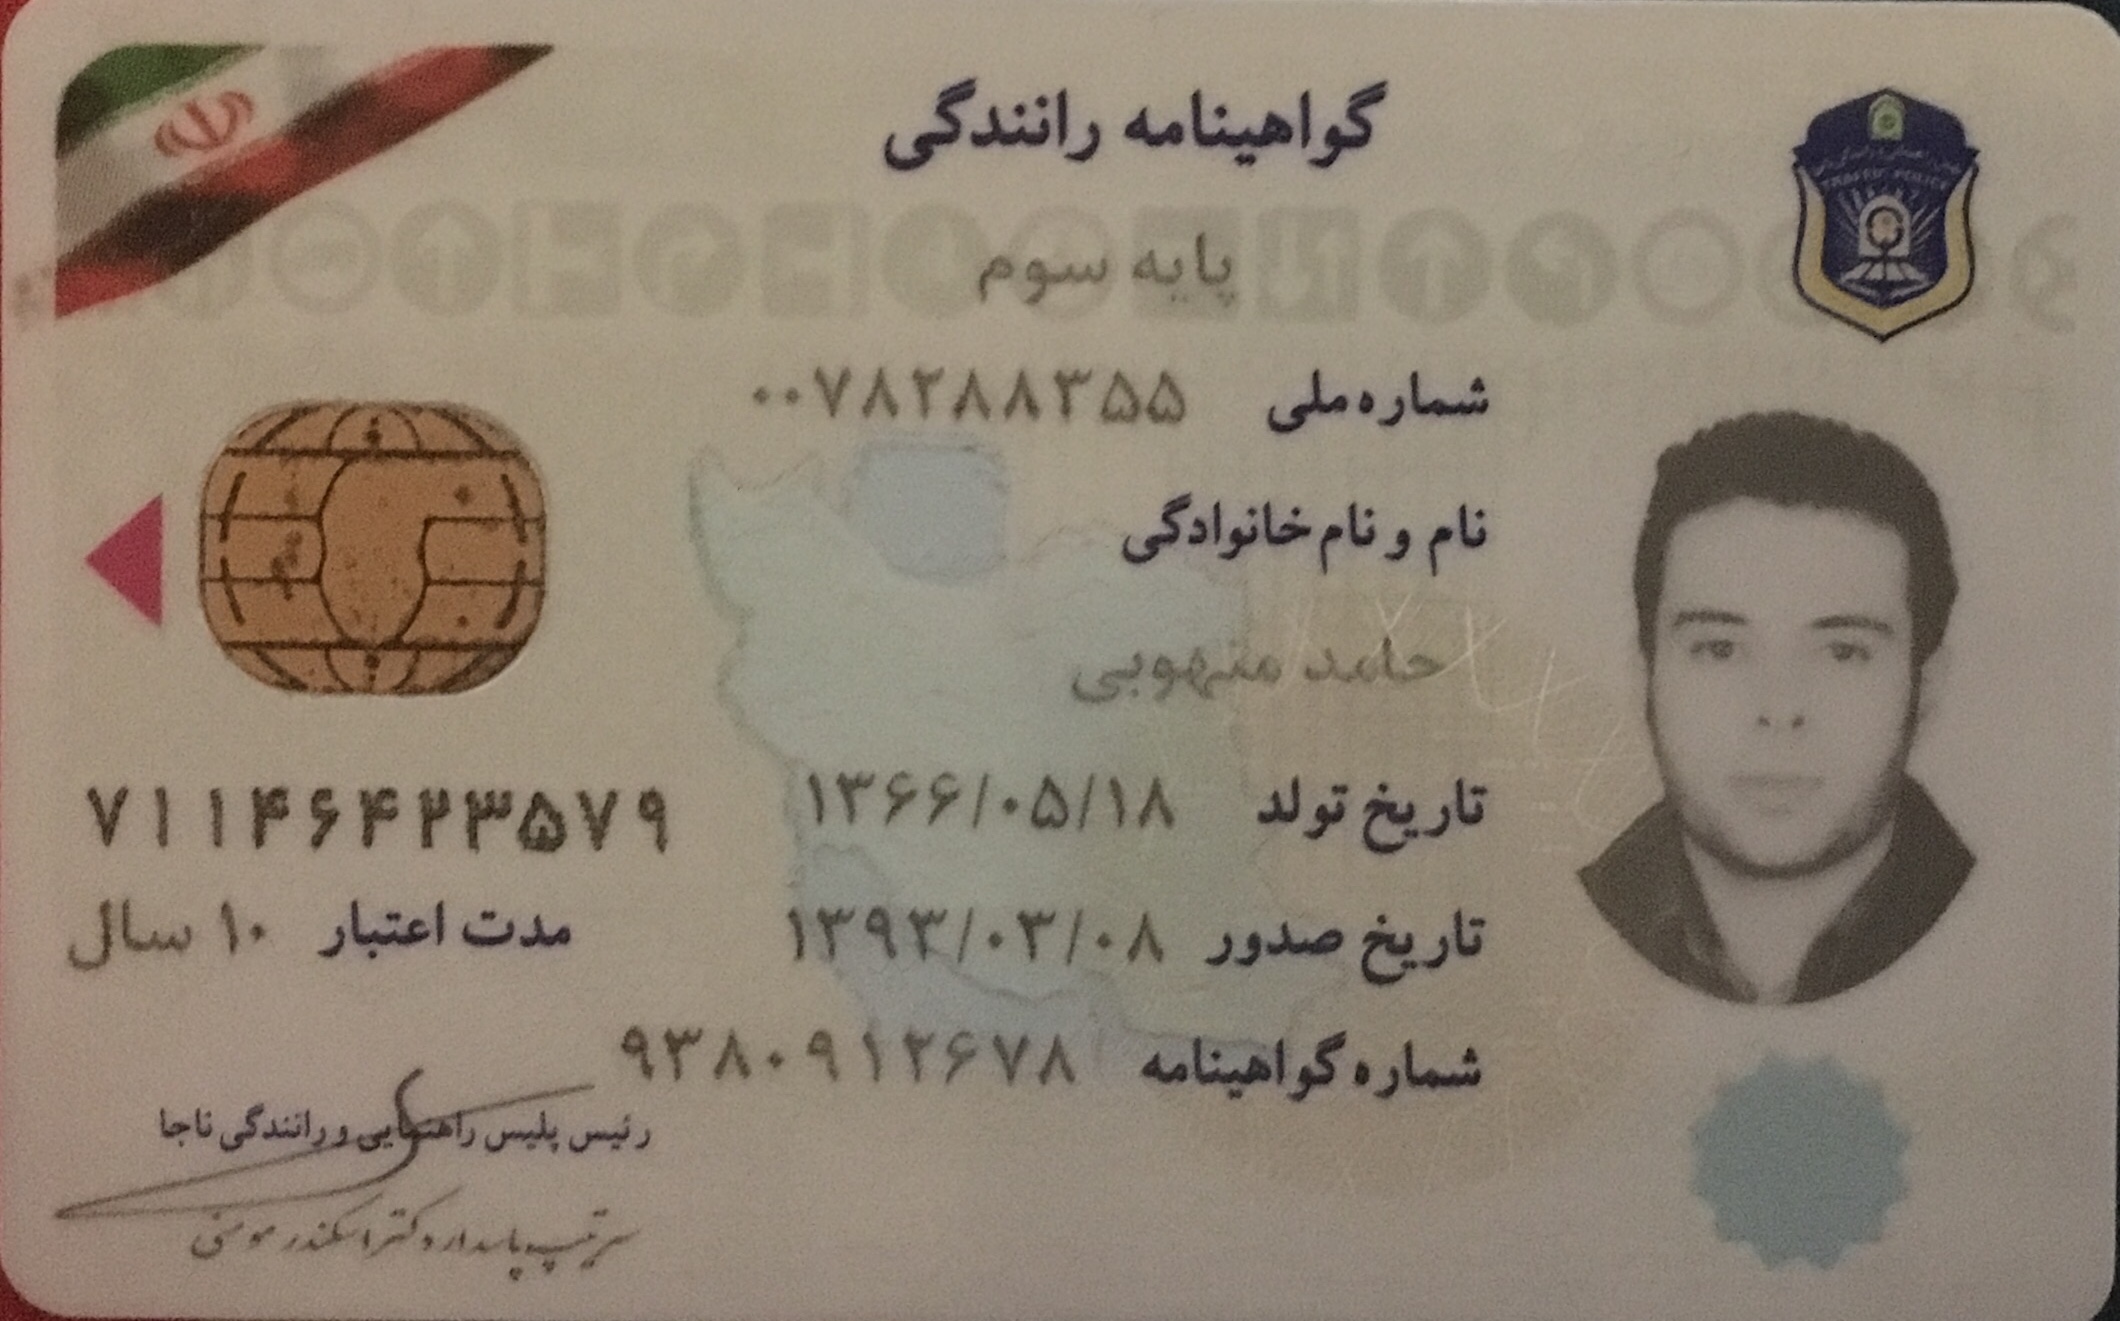 گواهینامه رانندگی
TRAFFIC POLICE
پایه سوم
شماره ملی ۰۰۷۸۲۸۸۳۵۵
نام و نام خانوادگی
حامد منهوبی
تاریخ تولد ۱۳۶۶/۰۵/۱۸
۷۱۱۴۶۴۲۳۵۷۹
تاریخ صدور ۱۳۹۳/۰۳/۰۸
مدت اعتبار ۱۰ سال
شماره گواهینامه ۹۳۸۰۹۱۲۶۷۸
رئیس پلیس راهنمایی و رانندگی ناجا
سرتیپ پاسدار دکتر اسکندر مومنی